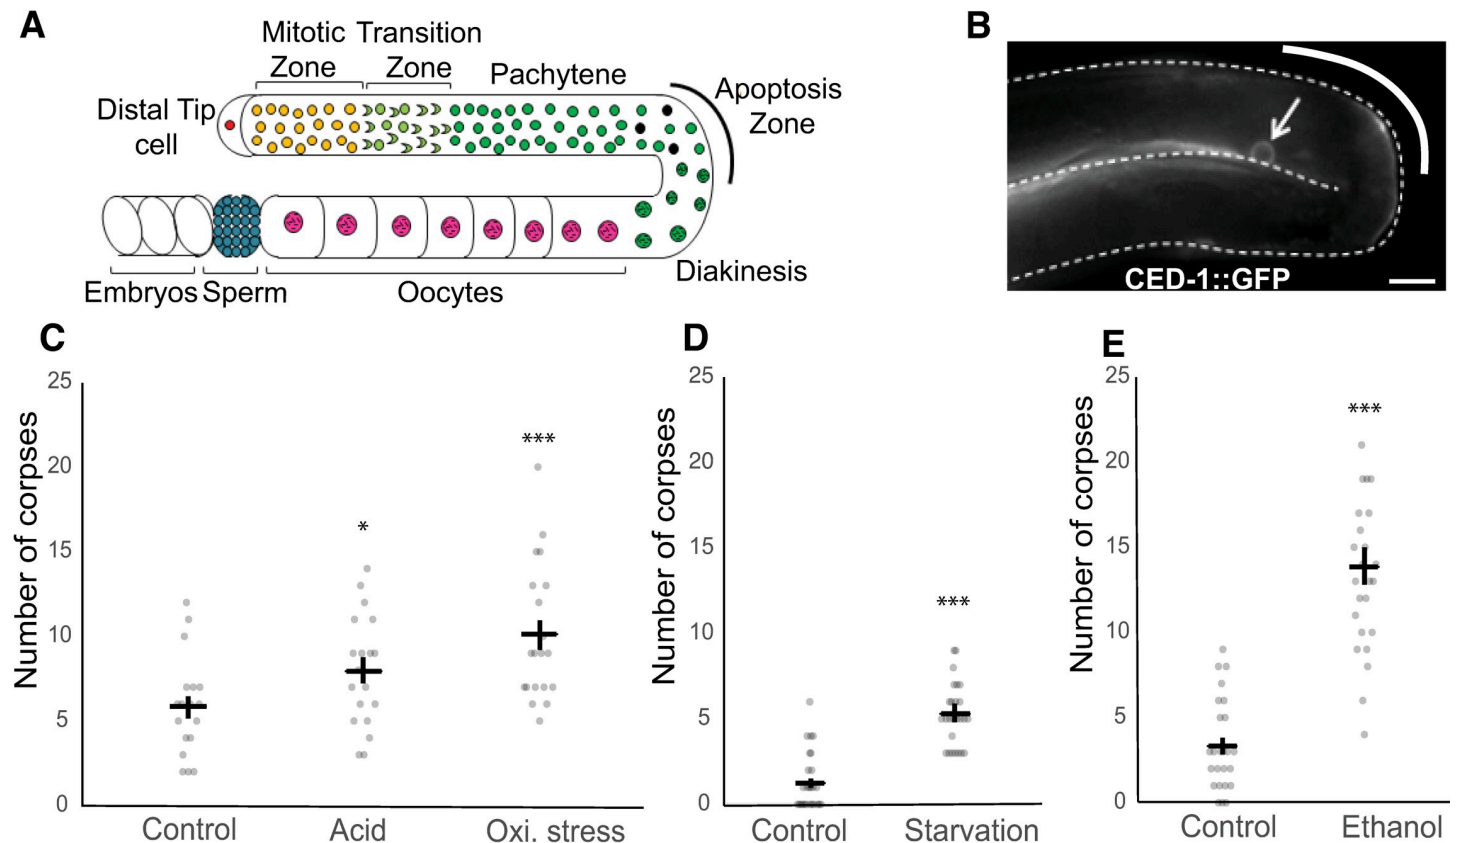 A
Mitotic Transition
Zone Zone
Pachytene
Distal Tip
cell
Apoptosis
Zone
Diakinesis
Embryos Sperm Oocytes
B
CED-1::GFP
C
Number of corpses
25
20
15
10
5
0
*
***
Control Acid Oxi. stress
D
Number of corpses
25
20
15
10
5
0
***
Control Starvation
E
Number of corpses
25
20
15
10
5
0
***
Control Ethanol